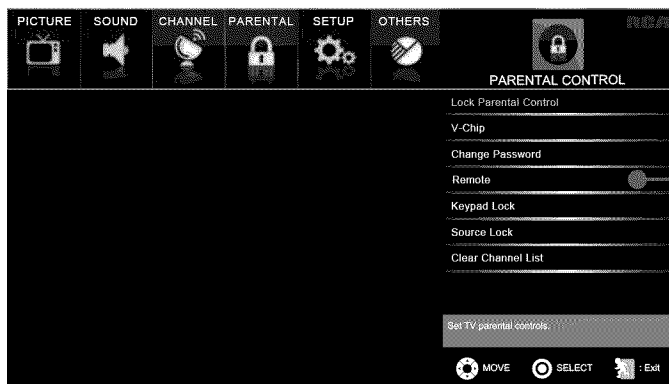 PICTURE SOUND CHANNEL PARENTAL SETUP OTHERS
RCA
PARENTAL CONTROL
Lock Parental Control
V-Chip
Change Password
Remote
Keypad Lock
Source Lock
Clear Channel List
Set TV parental controls.
MOVE SELECT : Exit